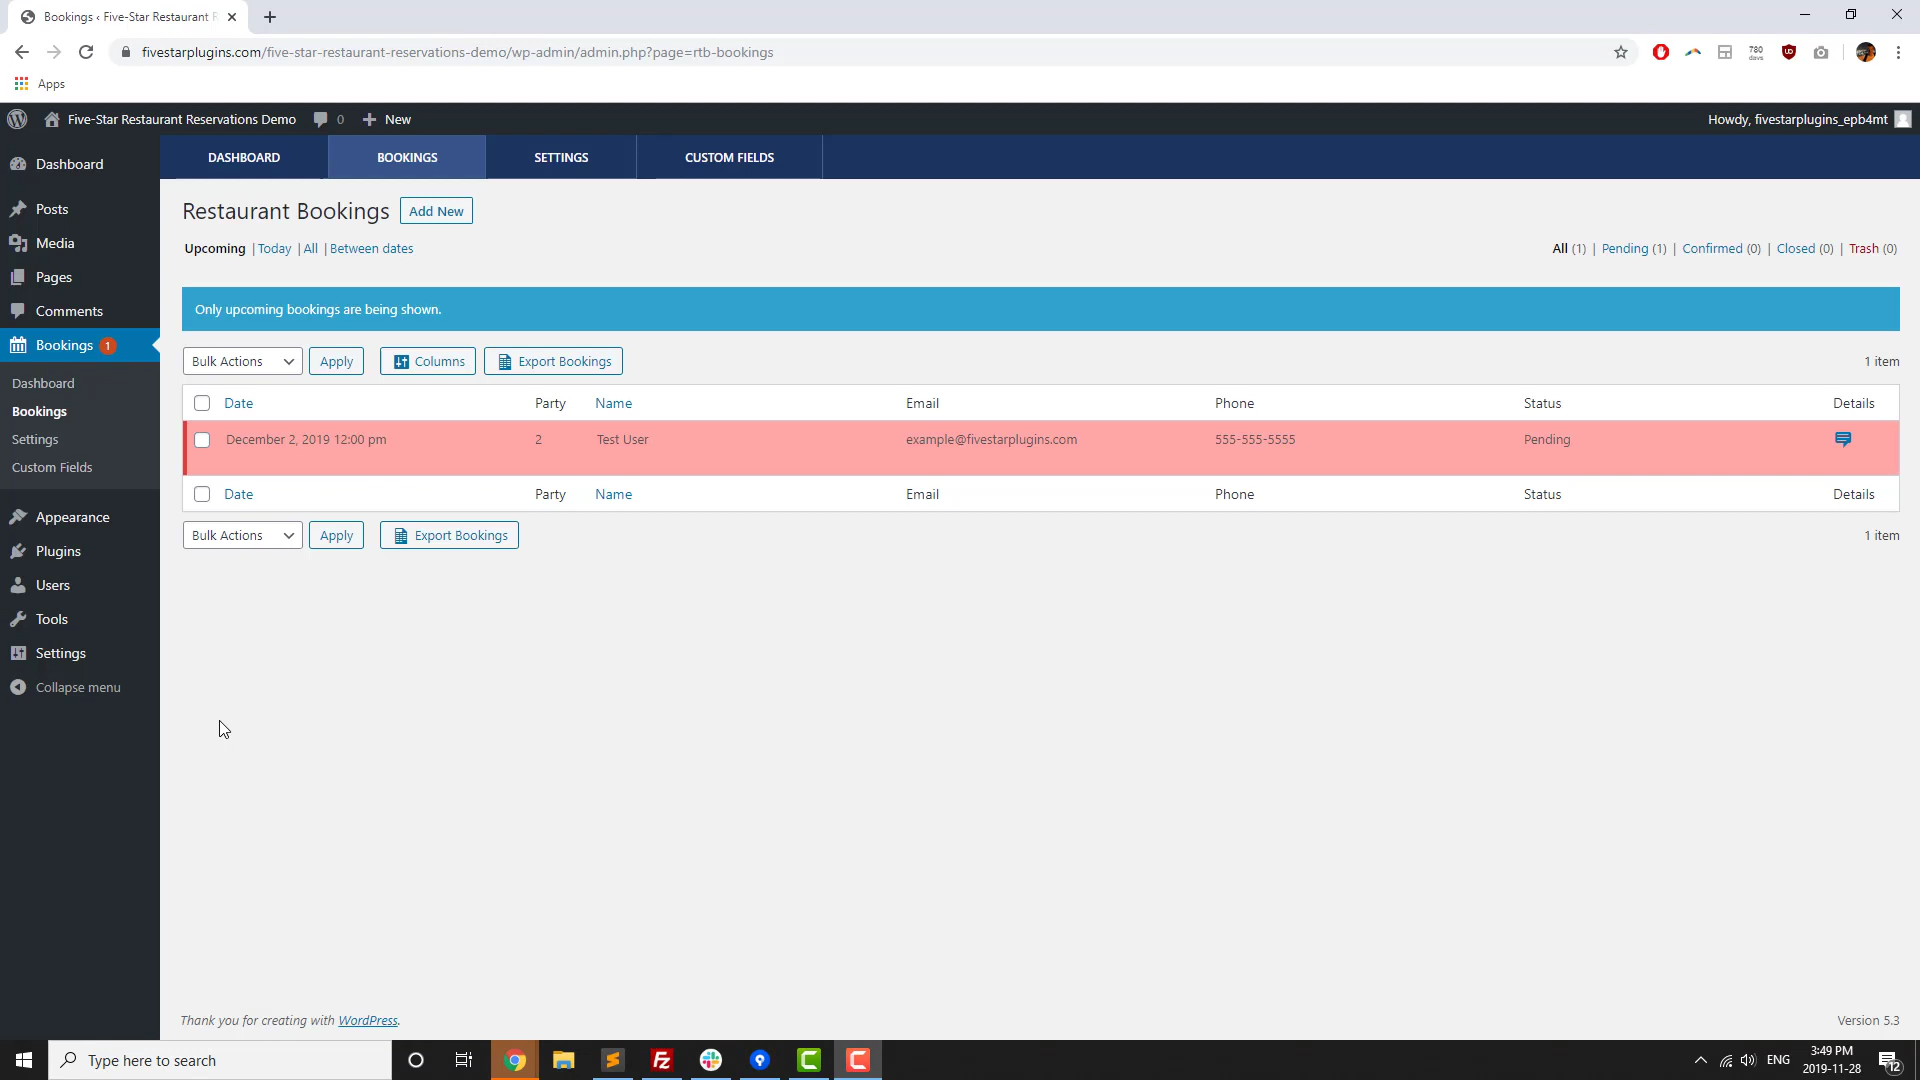 Bookings ‹ Five-Star Restaurant R
fivestarplugins.com/five-star-restaurant-reservations-demo/wp-admin/admin.php?page=rtb-bookings
780
days
Apps
Five-Star Restaurant Reservations Demo 0 New
Howdy, fivestarplugins_epb4mt
DASHBOARD BOOKINGS SETTINGS CUSTOM FIELDS
Dashboard
Posts
Media
Pages
Comments
Bookings 1
Dashboard
Bookings
Settings
Custom Fields
Appearance
Plugins
Users
Tools
Settings
Collapse menu
Restaurant Bookings Add New
Upcoming | Today | All | Between dates
All (1) | Pending (1) | Confirmed (0) | Closed (0) | Trash (0)
Only upcoming bookings are being shown.
Bulk Actions Apply Columns Export Bookings 1 item
Date Party Name Email Phone Status Details
December 2, 2019 12:00 pm 2 Test User example@fivestarplugins.com 555-555-5555 Pending
Date Party Name Email Phone Status Details
Bulk Actions Apply Export Bookings 1 item
Thank you for creating with WordPress.
Version 5.3
Type here to search
ENG
3:49 PM
2019-11-28
12